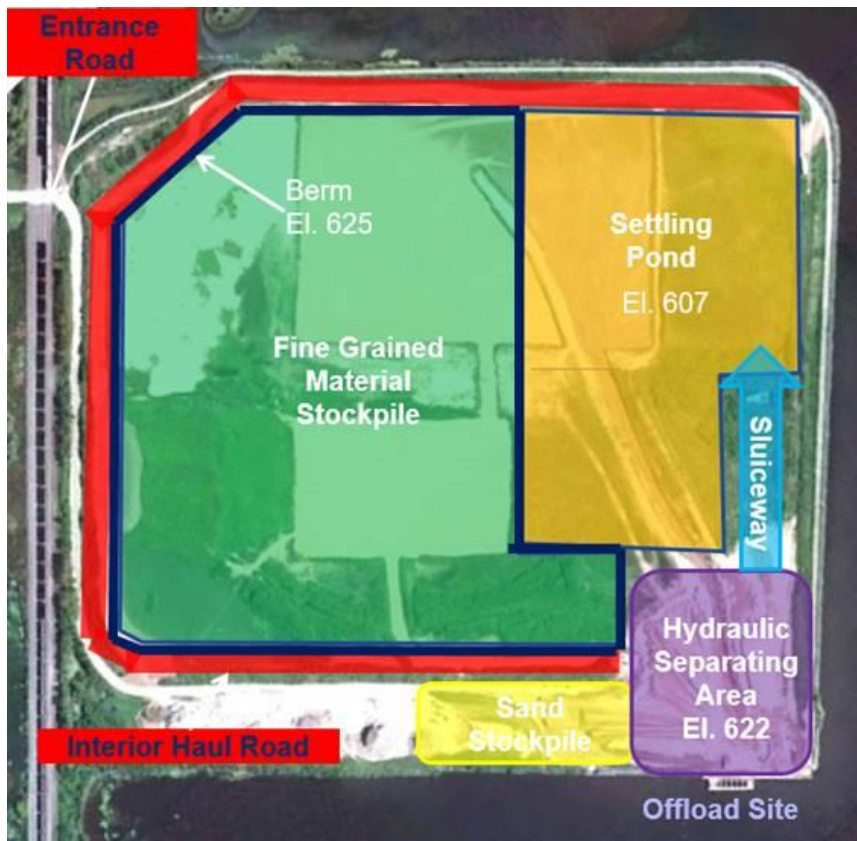 Entrance
Road
Berm
El. 625
Settling
Pond
El. 607
Fine Grained
Material
Stockpile
Sluiceway
Hydraulic
Separating
Area
El. 622
Sand
Stockpile
Interior Haul Road
Offload Site